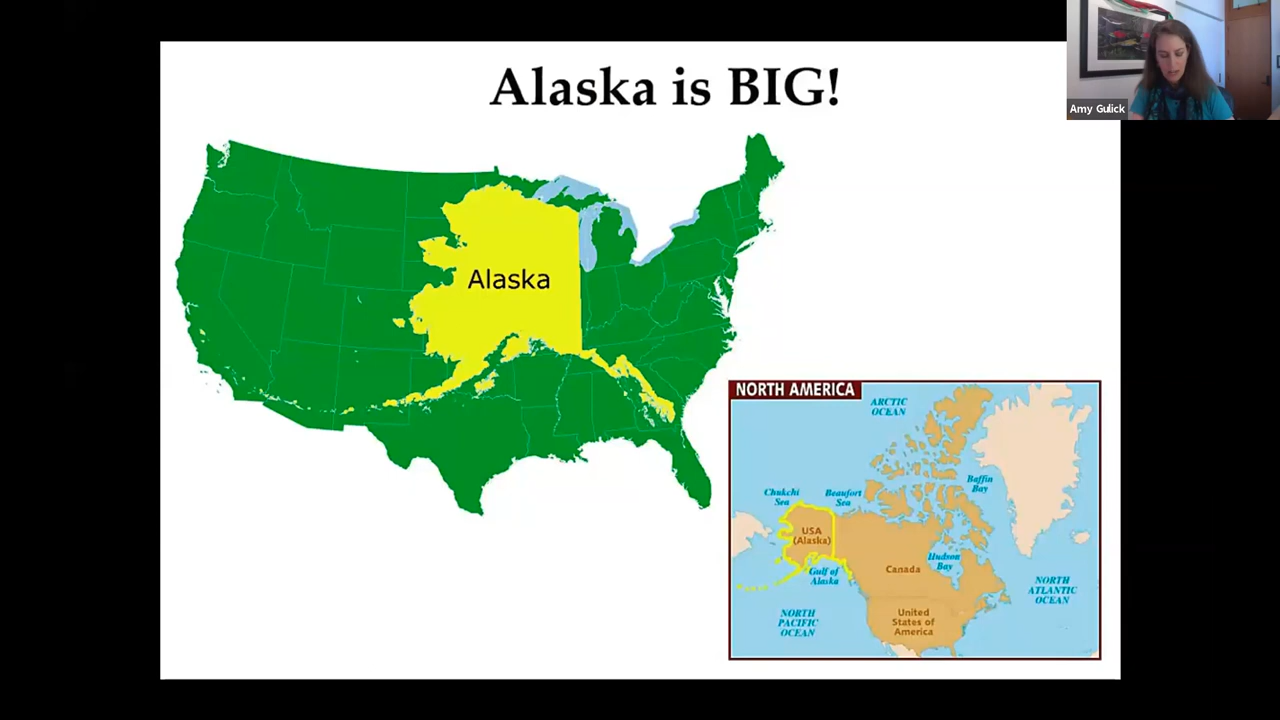 Alaska is BIG!
Amy Gulick
Alaska
NORTH AMERICA
ARCTIC
OCEAN
Baffin
Bay
Chukchi
Sea
Beaufort
Sea
USA
(Alaska)
Hudson
Bay
Gulf of
Alaska
Canada
NORTH
ATLANTIC
OCEAN
NORTH
PACIFIC
OCEAN
United
States of
America